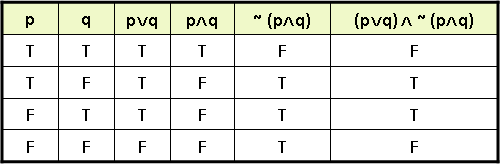 p q p∨q p∧q ~ (p∧q) (p∨q) ∧ ~ (p∧q)
T T T T F F
T F T F T T
F T T F T T
F F F F T F